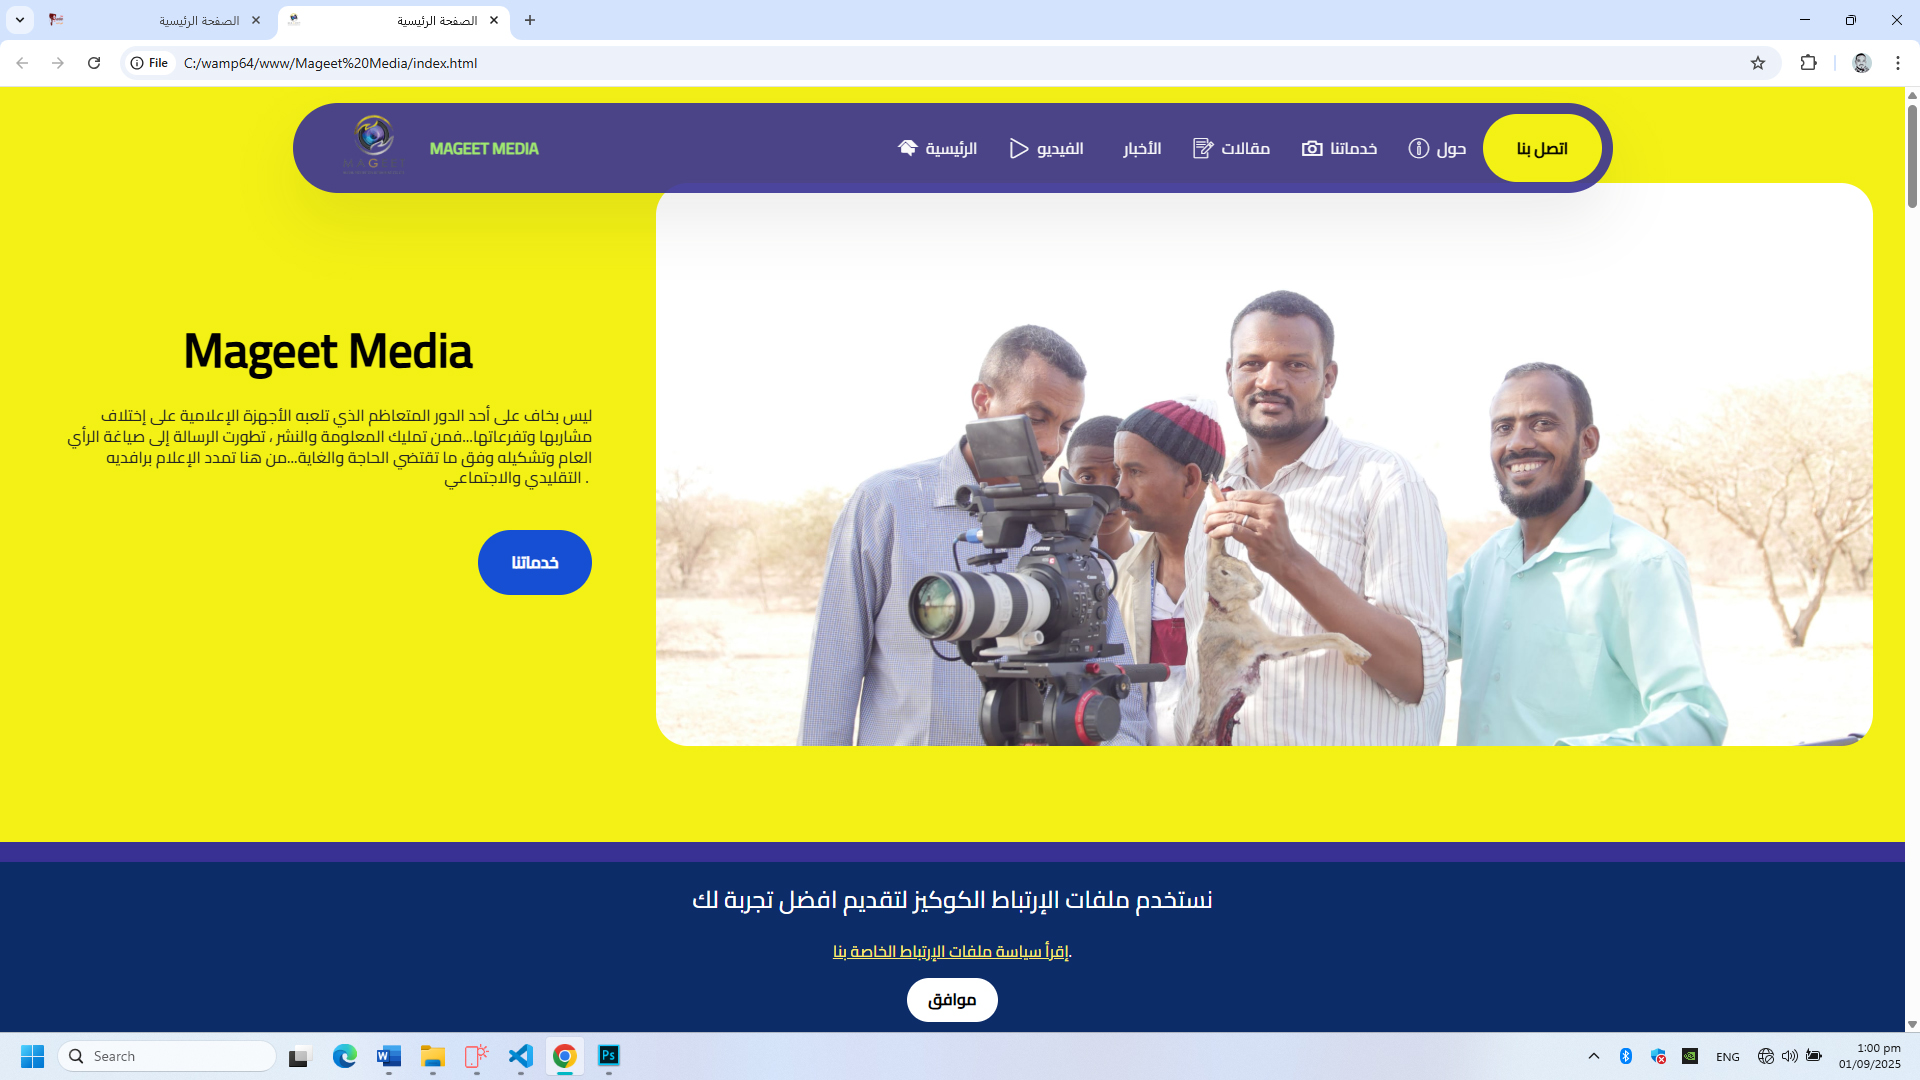 الصفحة الرئيسية
الصفحة الرئيسية
File
C:/wamp64/www/Mageet%20Media/index.html
MAGEET
MAGEET MEDIA
الرئيسية
الفيديو
الأخبار
مقالات
خدماتنا
حول
اتصل بنا
Mageet Media
ليس بخاف على أحد الدور المتعاظم الذي تلعبه الأجهزة الإعلامية على إختلاف
مشاربها وتفرعاتها...فمن تمليك المعلومة والنشر ، تطورت الرسالة إلى صياغة الرأي
العام وتشكيله وفق ما تقتضي الحاجة والغاية...من هنا تمدد الإعلام برافديه
التقليدي والاجتماعي .
خدماتنا
Canon
نستخدم ملفات الإرتباط الكوكيز لتقديم افضل تجربة لك
إقرأ سياسة ملفات الإرتباط الخاصة بنا.
موافق
Search
W
Ps
ENG
1:00 pm
01/09/2025